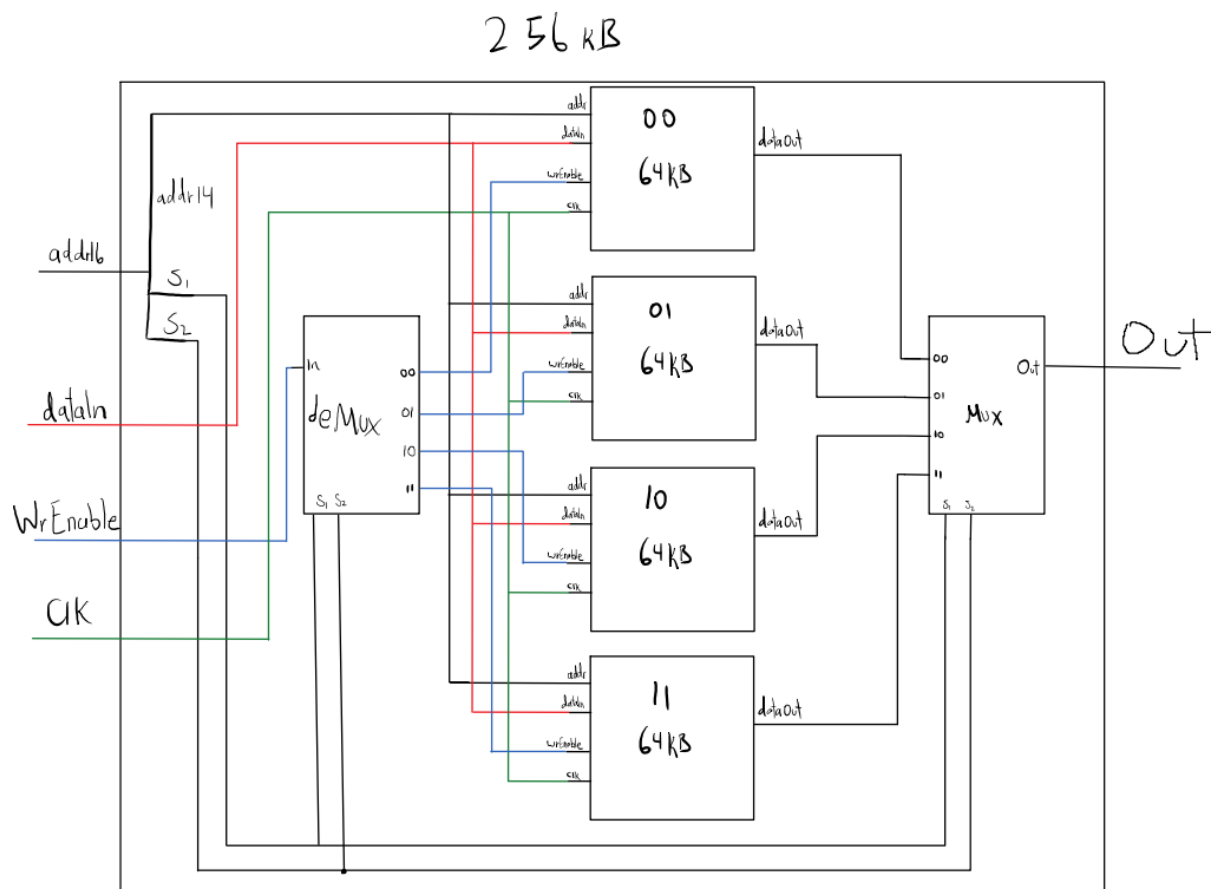 256 kB
addr16
addr14
S1
S2
dataIn
WrEnable
Clk
In
deMux
00
01
10
11
S1 S2
addr
dataIn
wrEnable
clk
00
64kB
dataOut
addr
dataIn
wrEnable
clk
01
64kB
dataOut
addr
dataIn
wrEnable
clk
10
64kB
dataOut
addr
dataIn
wrEnable
clk
11
64kB
dataOut
00
01
10
11
Mux
Out
S1 S2
Out